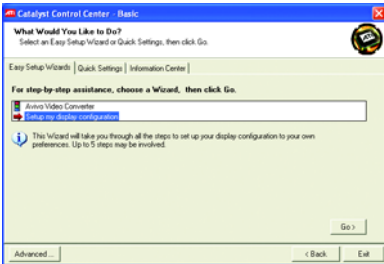 ATI Catalyst Control Center - Basic
What Would You Like to Do?
Select an Easy Setup Wizard or Quick Settings, then click Go.
ATI
Easy Setup Wizards Quick Settings Information Center
For step-by-step assistance, choose a Wizard, then click Go.
Avivo Video Converter
Setup my display configuration
This Wizard will take you through all the steps to set up your display configuration to your own
preferences. Up to 5 steps may be involved.
Go >
Advanced... < Back Exit